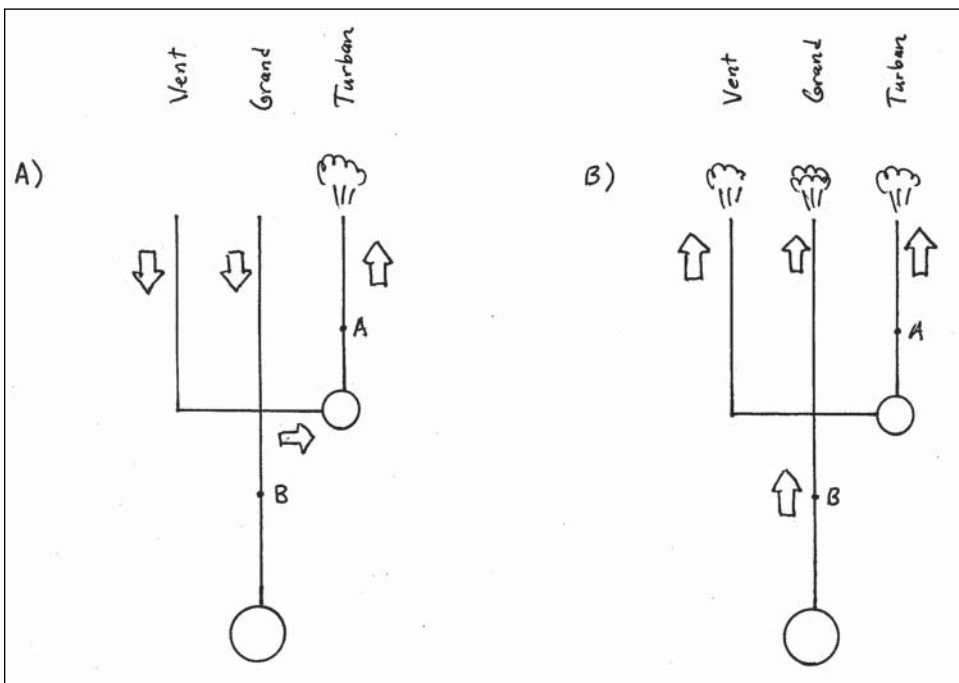 Vent
Grand
Turban
Vent
Grand
Turban
A)
B)
A
A
B
B